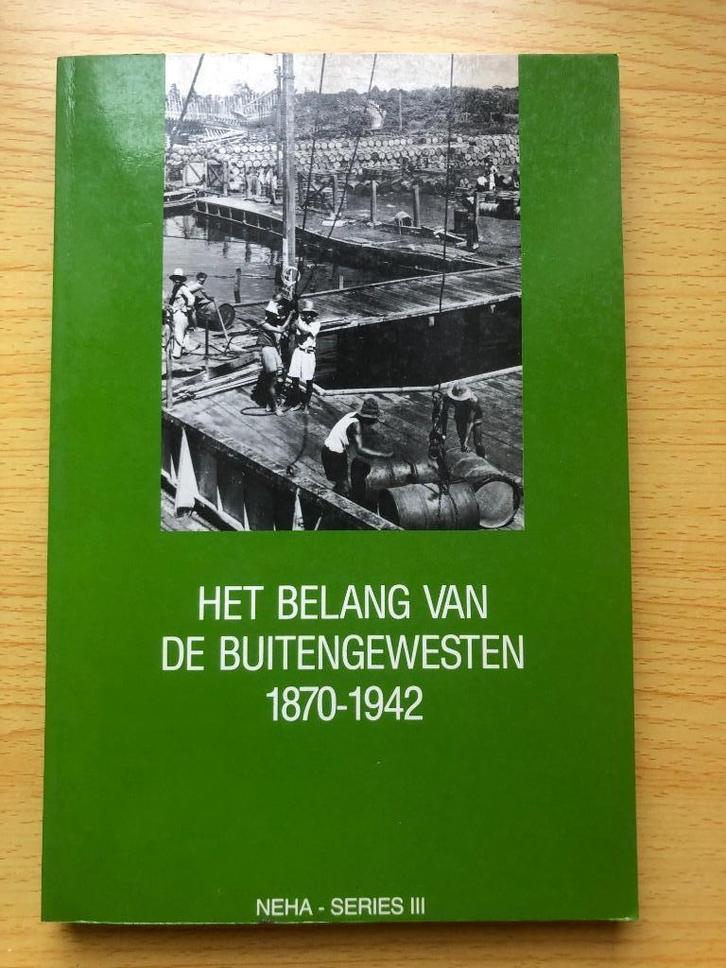 HET BELANG VAN
DE BUITENGEWESTEN
1870-1942
NEHA - SERIES III